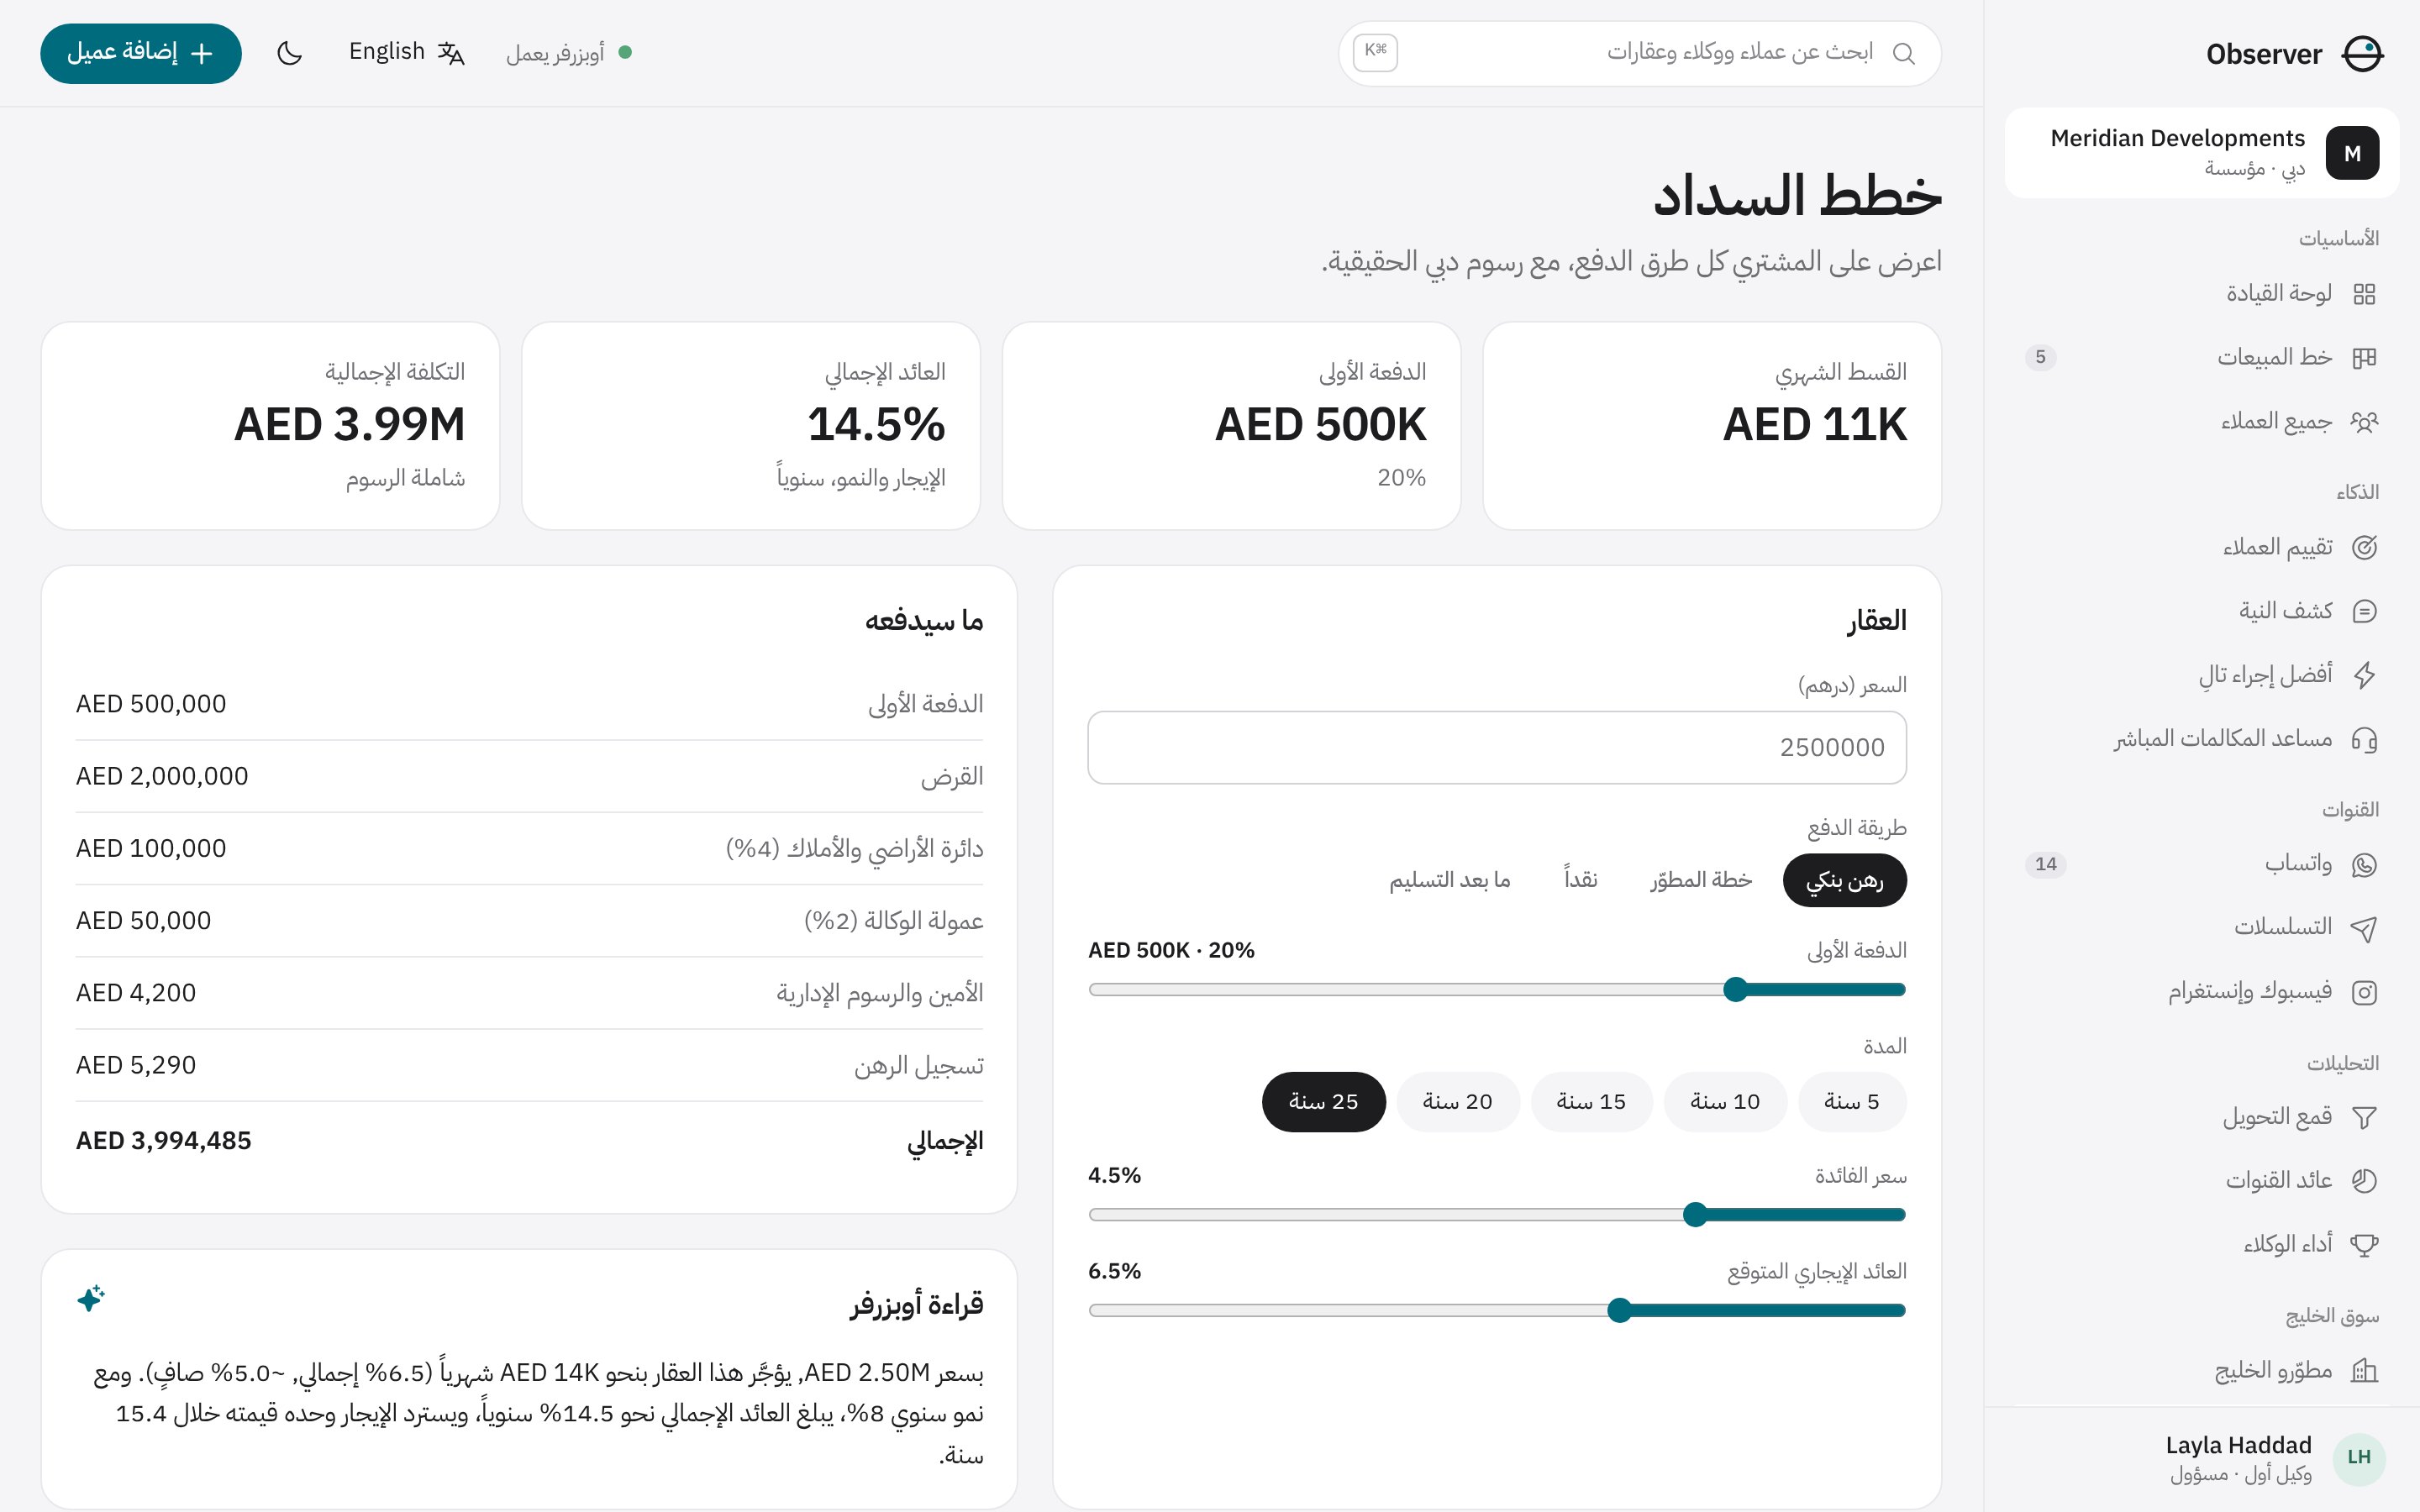 Observer
M
Meridian Developments
دبي · مؤسسة
الأساسيات
لوحة القيادة
خط المبيعات
5
جميع العملاء
الذكاء
تقييم العملاء
كشف النية
أفضل إجراء تالٍ
مساعد المكالمات المباشر
القنوات
واتساب
14
التسلسلات
فيسبوك وإنستغرام
التحليلات
قمع التحويل
عائد القنوات
أداء الوكلاء
سوق الخليج
مطوّرو الخليج
LH
Layla Haddad
وكيل أول · مسؤول
ابحث عن عملاء ووكلاء وعقارات
⌘K
أوبزرفر يعمل
English
إضافة عميل
خطط السداد
اعرض على المشتري كل طرق الدفع، مع رسوم دبي الحقيقية.
القسط الشهري
AED 11K
الدفعة الأولى
AED 500K
20%
العائد الإجمالي
14.5%
الإيجار والنمو، سنوياً
التكلفة الإجمالية
AED 3.99M
شاملة الرسوم
العقار
السعر (درهم)
2500000
طريقة الدفع
رهن بنكي
خطة المطوّر
نقداً
ما بعد التسليم
الدفعة الأولى
AED 500K · 20%
المدة
5 سنة
10 سنة
15 سنة
20 سنة
25 سنة
سعر الفائدة
4.5%
العائد الإيجاري المتوقع
6.5%
ما سيدفعه
الدفعة الأولى
AED 500,000
القرض
AED 2,000,000
دائرة الأراضي والأملاك (4%)
AED 100,000
عمولة الوكالة (2%)
AED 50,000
الأمين والرسوم الإدارية
AED 4,200
تسجيل الرهن
AED 5,290
الإجمالي
AED 3,994,485
قراءة أوبزرفر
بسعر AED 2.50M, يؤجَّر هذا العقار بنحو AED 14K شهرياً (6.5% إجمالي, ~5.0% صافٍ). ومع
نمو سنوي 8%، يبلغ العائد الإجمالي نحو 14.5% سنوياً، ويسترد الإيجار وحده قيمته خلال 15.4
سنة.